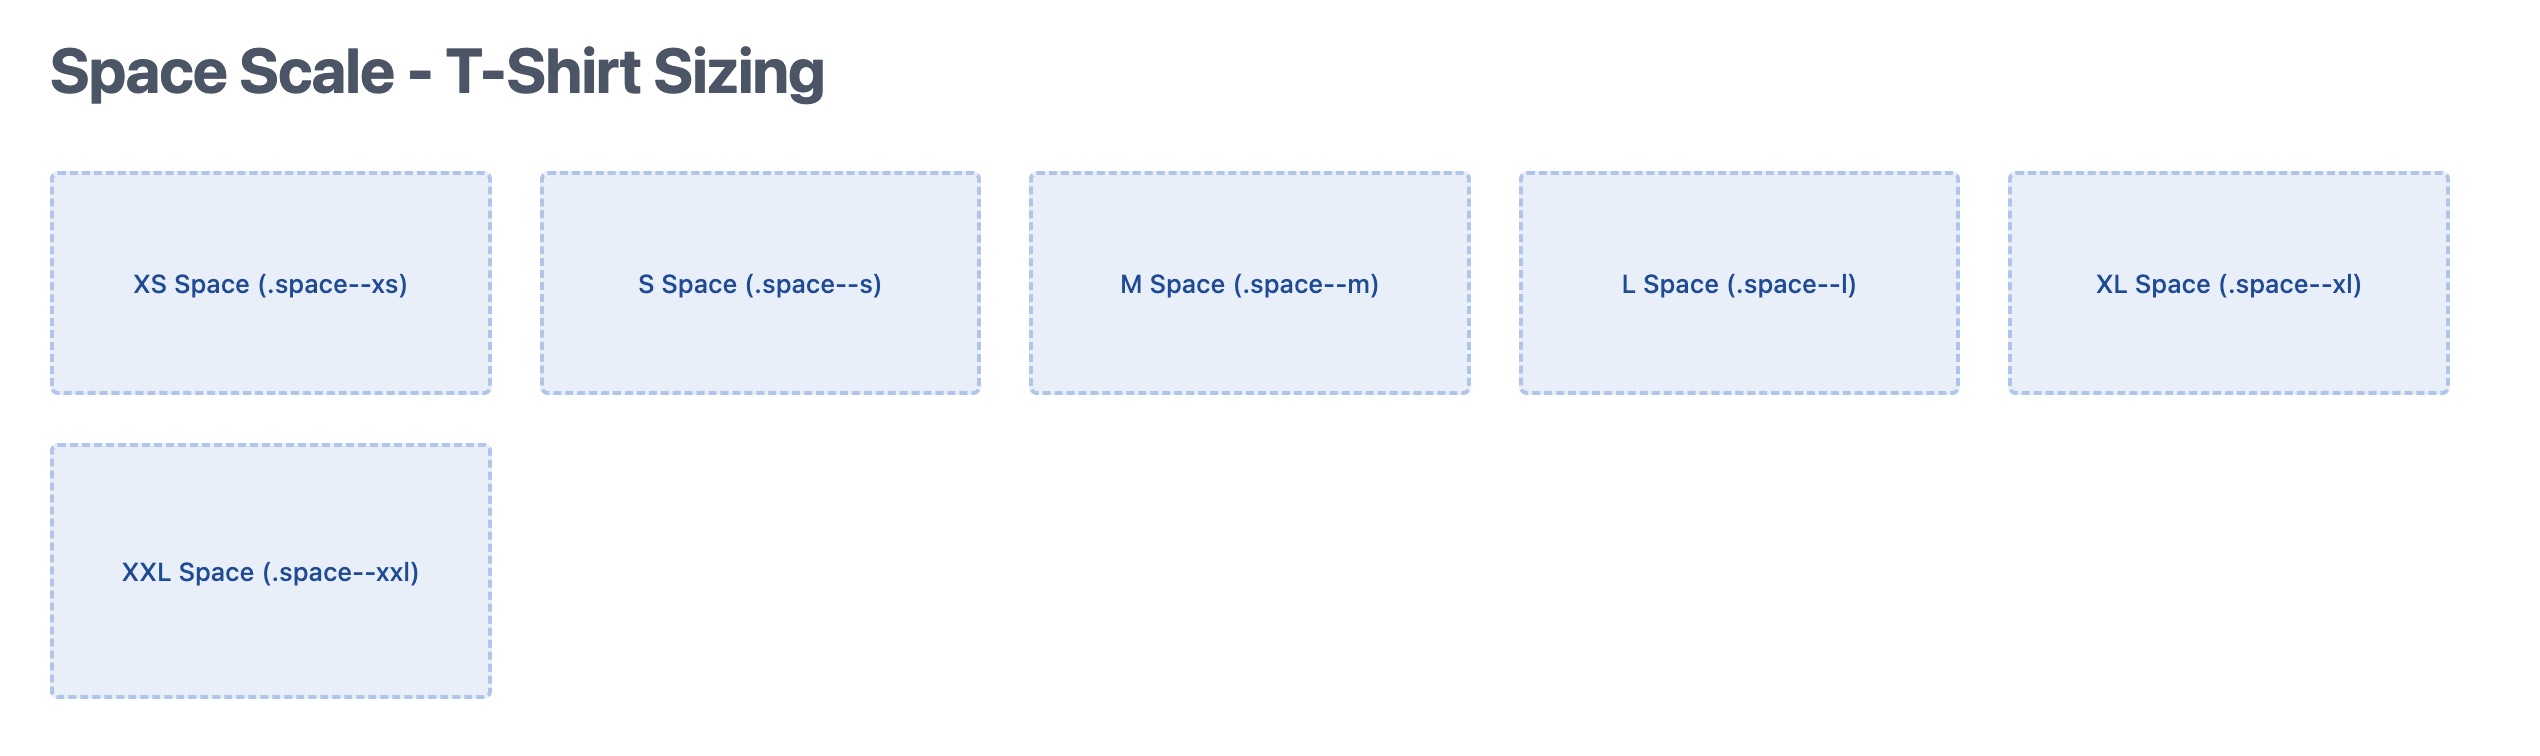 Space Scale - T-Shirt Sizing
XS Space (.space--xs)
S Space (.space--s)
M Space (.space--m)
L Space (.space--l)
XL Space (.space--xl)
XXL Space (.space--xxl)